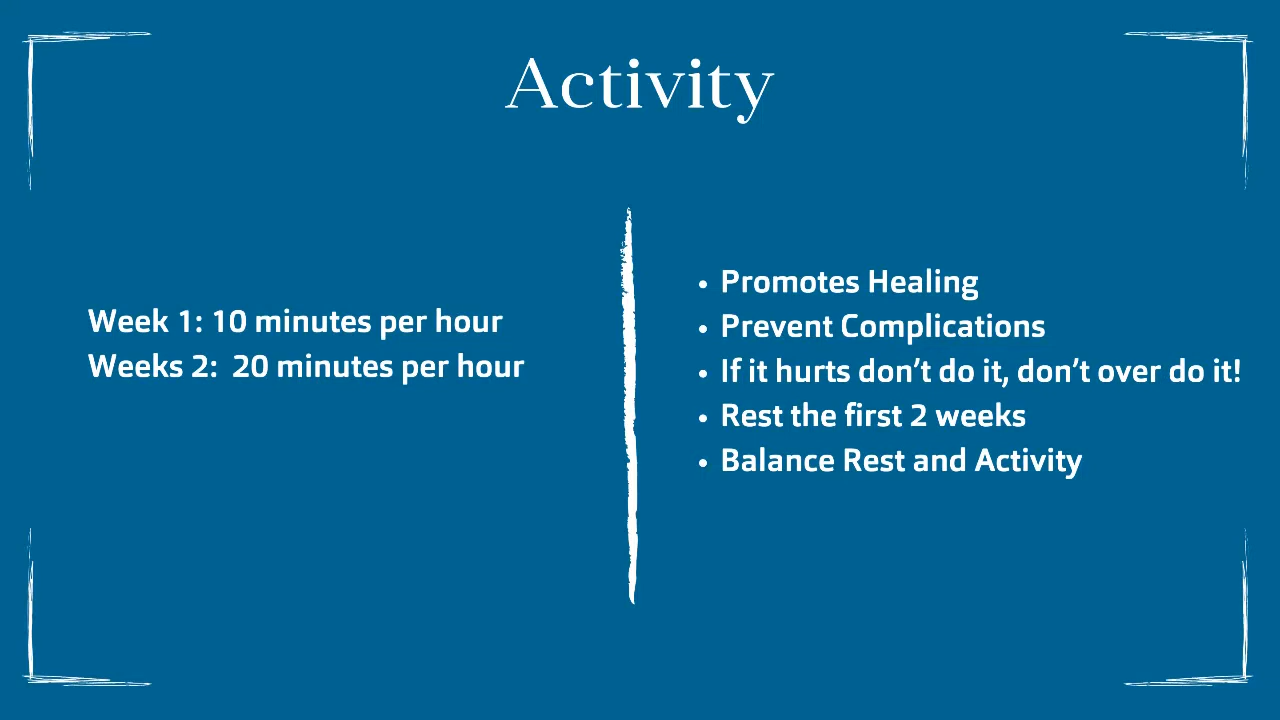 Activity
Week 1: 10 minutes per hour
Weeks 2:  20 minutes per hour
• Promotes Healing
• Prevent Complications
• If it hurts don’t do it, don’t over do it!
• Rest the first 2 weeks
• Balance Rest and Activity